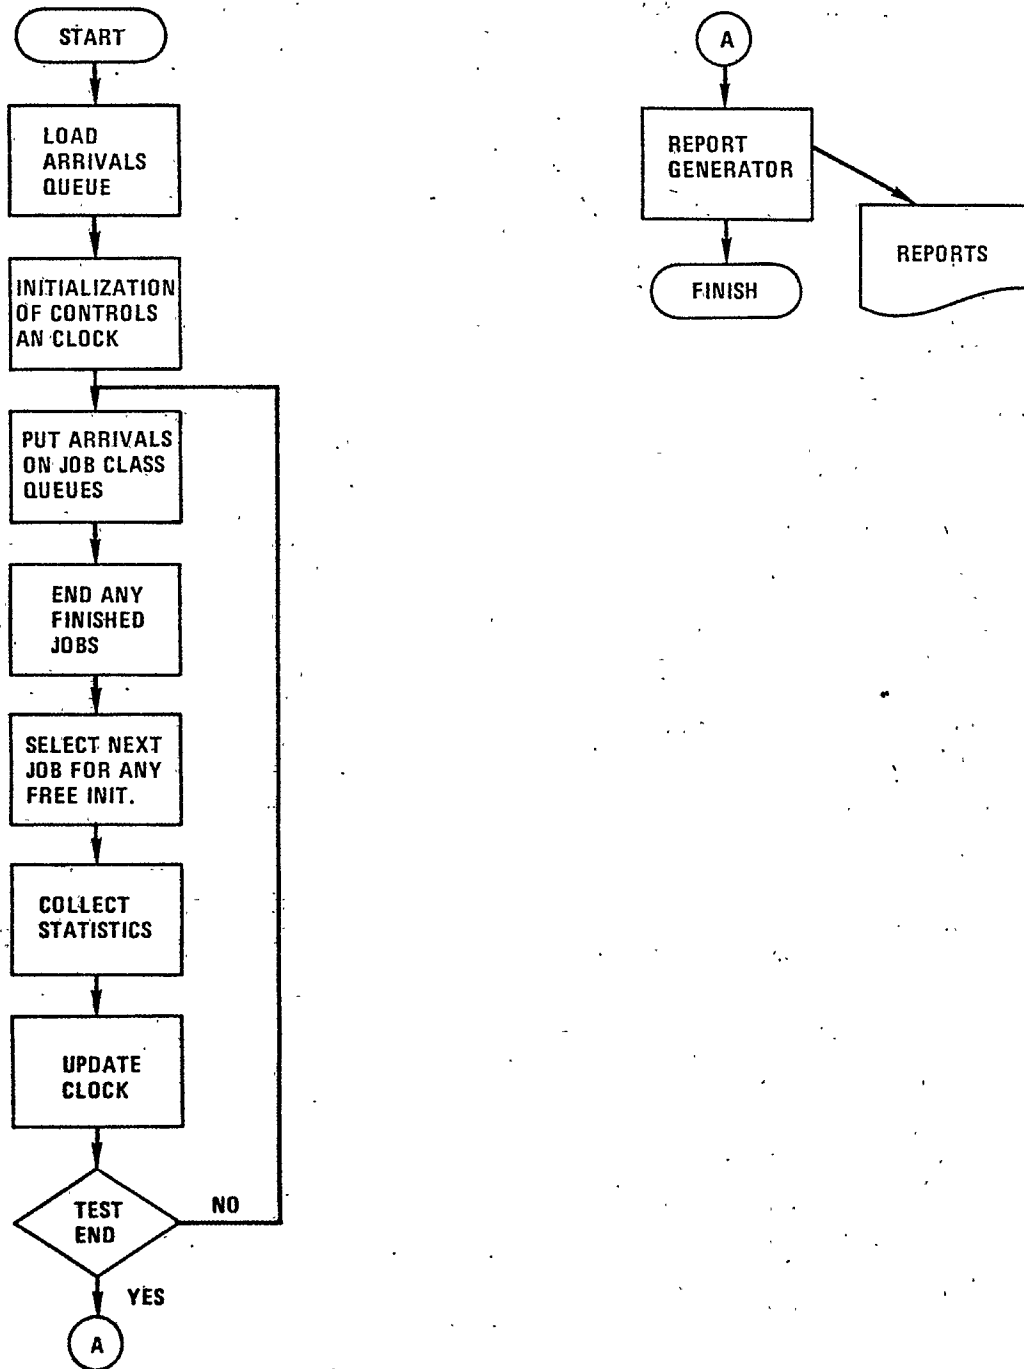 START
LOAD
ARRIVALS
QUEUE
INITIALIZATION
OF CONTROLS
AN CLOCK
PUT ARRIVALS
ON JOB CLASS
QUEUES
END ANY
FINISHED
JOBS
SELECT NEXT
JOB FOR ANY
FREE INIT.
COLLECT
STATISTICS
UPDATE
CLOCK
TEST
END
NO
YES
A
A
REPORT
GENERATOR
REPORTS
FINISH